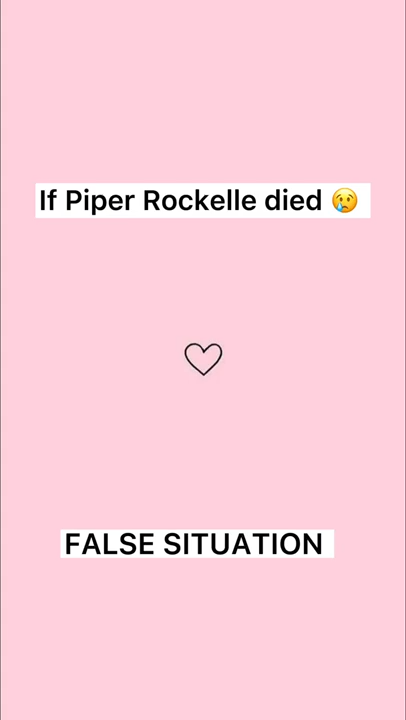 If Piper Rockelle died 😢
FALSE SITUATION